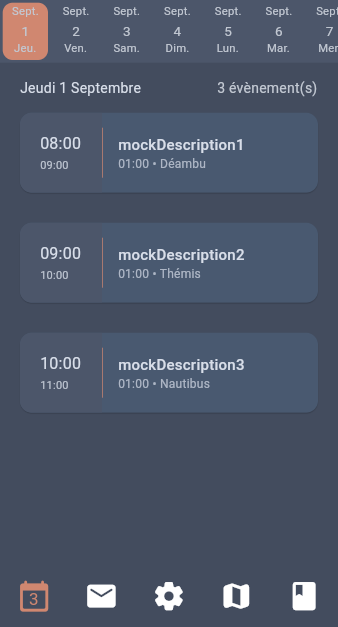 Sept. Sept. Sept. Sept. Sept. Sept. Sept
1 2 3 4 5 6 7
Jeu. Ven. Sam. Dim. Lun. Mar. Mer
Jeudi 1 Septembre 3 évènement(s)
08:00 mockDescription1
09:00 01:00 • Déambu
09:00 mockDescription2
10:00 01:00 • Thémis
10:00 mockDescription3
11:00 01:00 • Nautibus
3